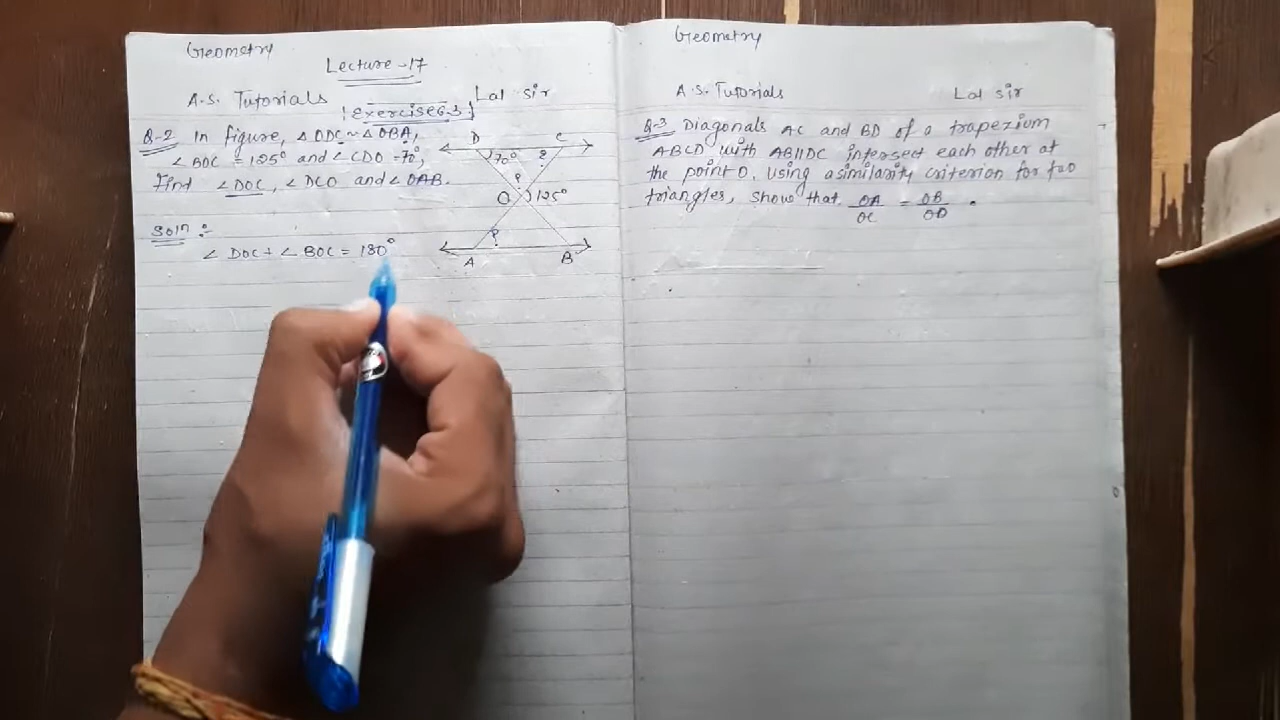 Geometry
Lecture-17
A.S. Tutorials
Lal sir
Exercise 6.3
Q-2 In figure, △ODC ~ △OBA,
∠BOC = 125° and ∠CDO = 70°,
Find ∠DOC, ∠DCO and ∠OAB.
D C
70° ?
?
O 125°
?
A B
Soln :-
∠DOC + ∠BOC = 180°
Geometry
A.S. Tutorials
Lal sir
Q-3 Diagonals AC and BD of a trapezium
ABCD with AB||DC intersect each other at
the point O. Using a similarity criterion for two
triangles, show that OA/OC = OB/OD.